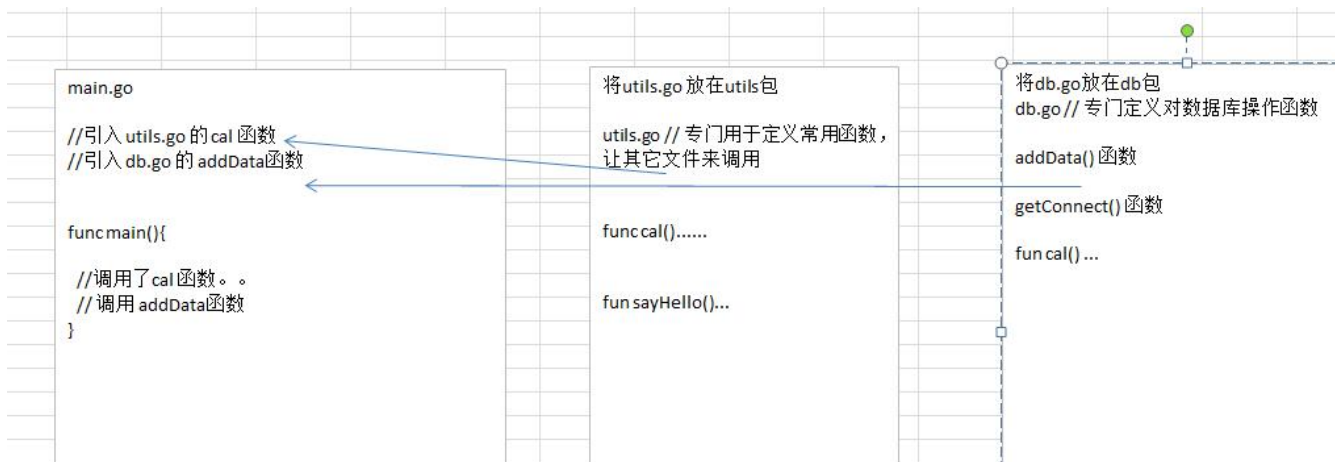 main.go
//引入 utils.go 的 cal 函数
//引入 db.go 的 addData函数
func main(){
//调用了cal 函数。。
// 调用 addData函数
}
将utils.go 放在utils包
utils.go // 专门用于定义常用函数，
让其它文件来调用
func cal()......
fun sayHello()...
将db.go放在db包
db.go // 专门定义对数据库操作函数
addData() 函数
getConnect() 函数
fun cal() ...